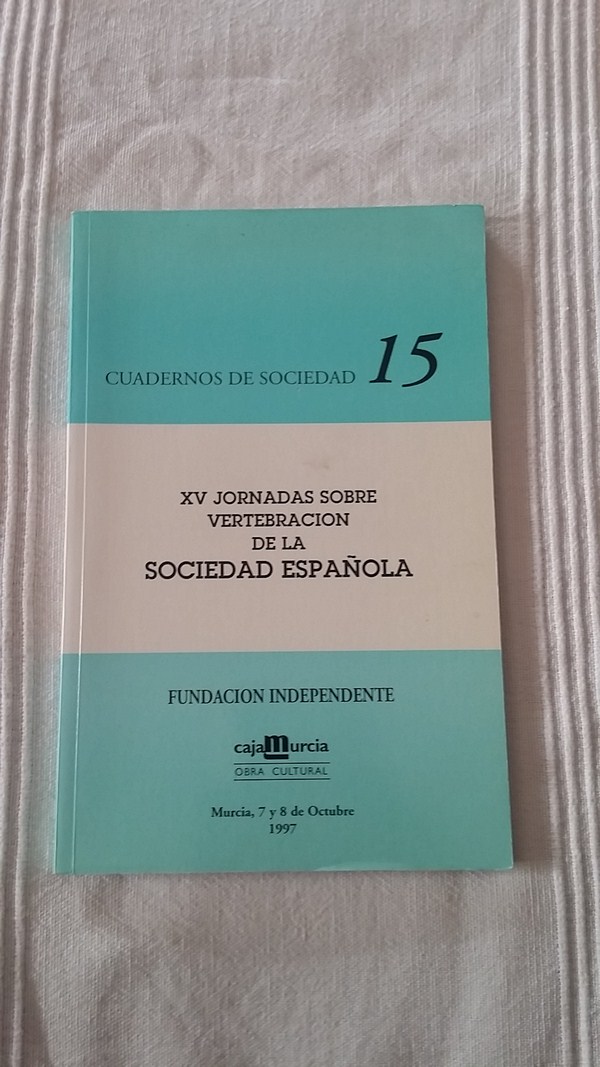 CUADERNOS DE SOCIEDAD 15
XV JORNADAS SOBRE
VERTEBRACION
DE LA
SOCIEDAD ESPAÑOLA
FUNDACION INDEPENDENTE
cajamurcia
OBRA CULTURAL
Murcia, 7 y 8 de Octubre
1997